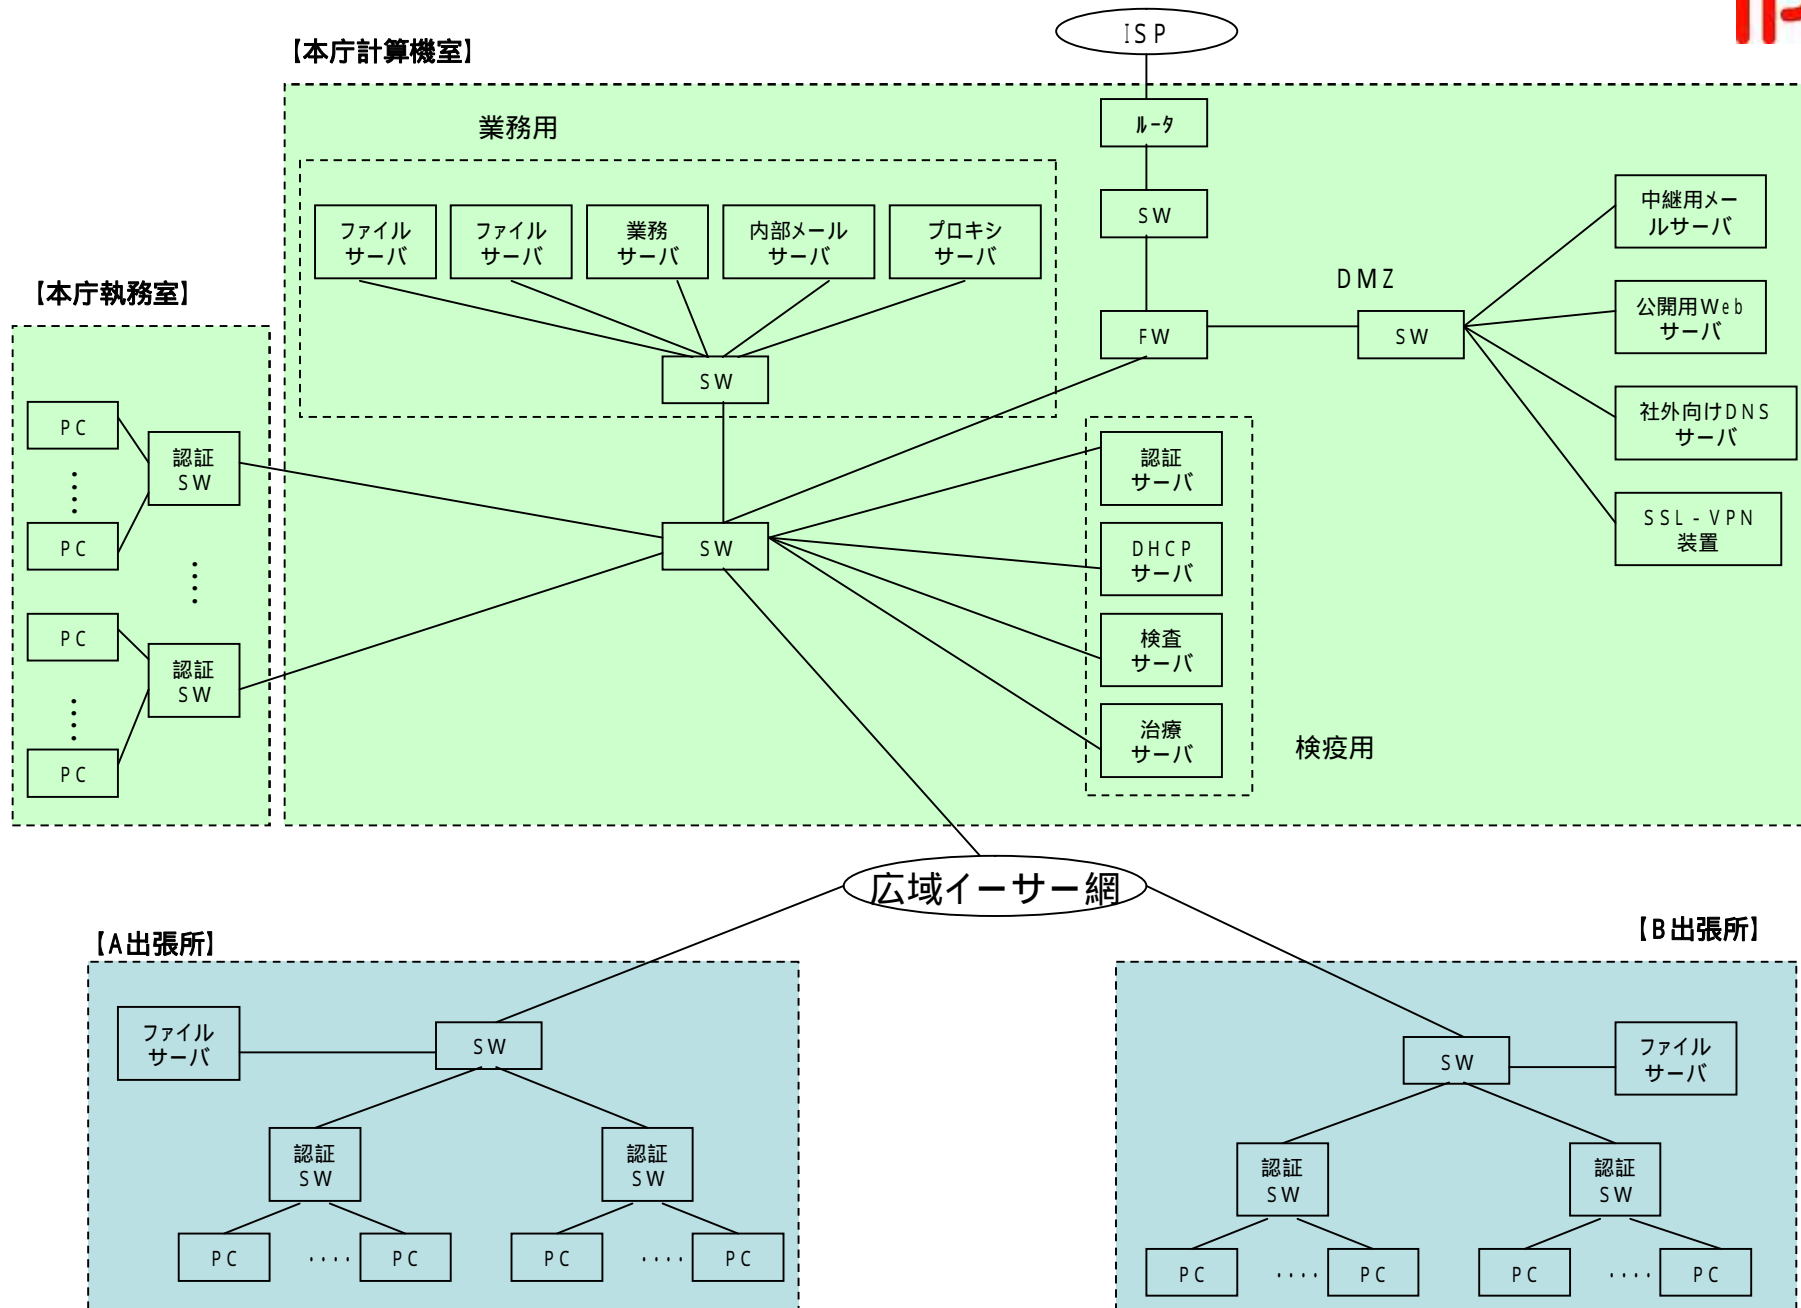 ISP
【本庁計算機室】
ルータ
業務用
SW
ファイル
サーバ
ファイル
サーバ
業務
サーバ
内部メール
サーバ
プロキシ
サーバ
中継用メー
ルサーバ
DMZ
公開用Web
サーバ
FW
SW
SW
社外向けDNS
サーバ
SSL-VPN
装置
【本庁執務室】
PC
認証
SW
PC
PC
認証
SW
PC
SW
認証
サーバ
DHCP
サーバ
検査
サーバ
治療
サーバ
検疫用
広域イーサー網
【A出張所】
ファイル
サーバ
SW
認証
SW
認証
SW
PC
‥‥
PC
PC
‥‥
PC
【B出張所】
SW
ファイル
サーバ
認証
SW
認証
SW
PC
‥‥
PC
PC
‥‥
PC